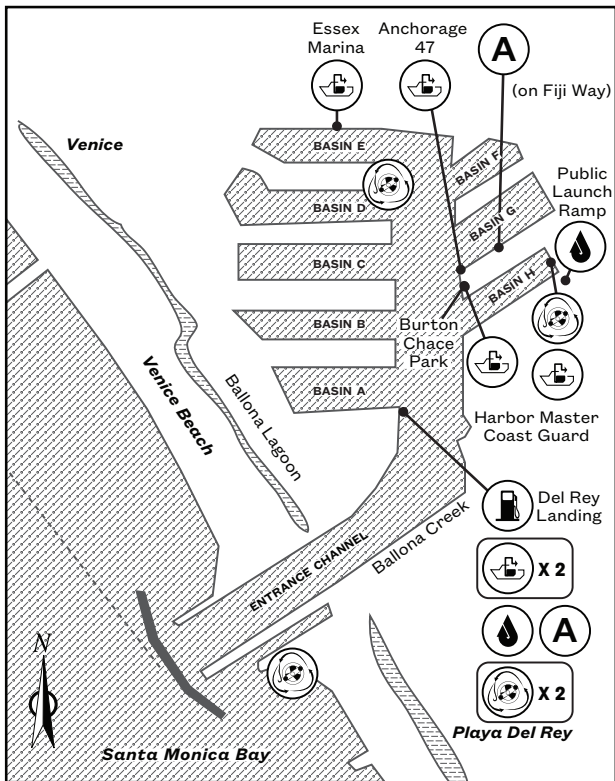 Essex
Marina
Anchorage
47
A
(on Fiji Way)
Venice
BASIN E
BASIN F
Public
Launch
Ramp
BASIN D
BASIN G
BASIN C
BASIN H
BASIN B
Burton
Chace
Park
Venice Beach
Ballona Lagoon
BASIN A
Harbor Master
Coast Guard
Del Rey
Landing
Ballona Creek
ENTRANCE CHANNEL
X 2
A
X 2
N
Playa Del Rey
Santa Monica Bay